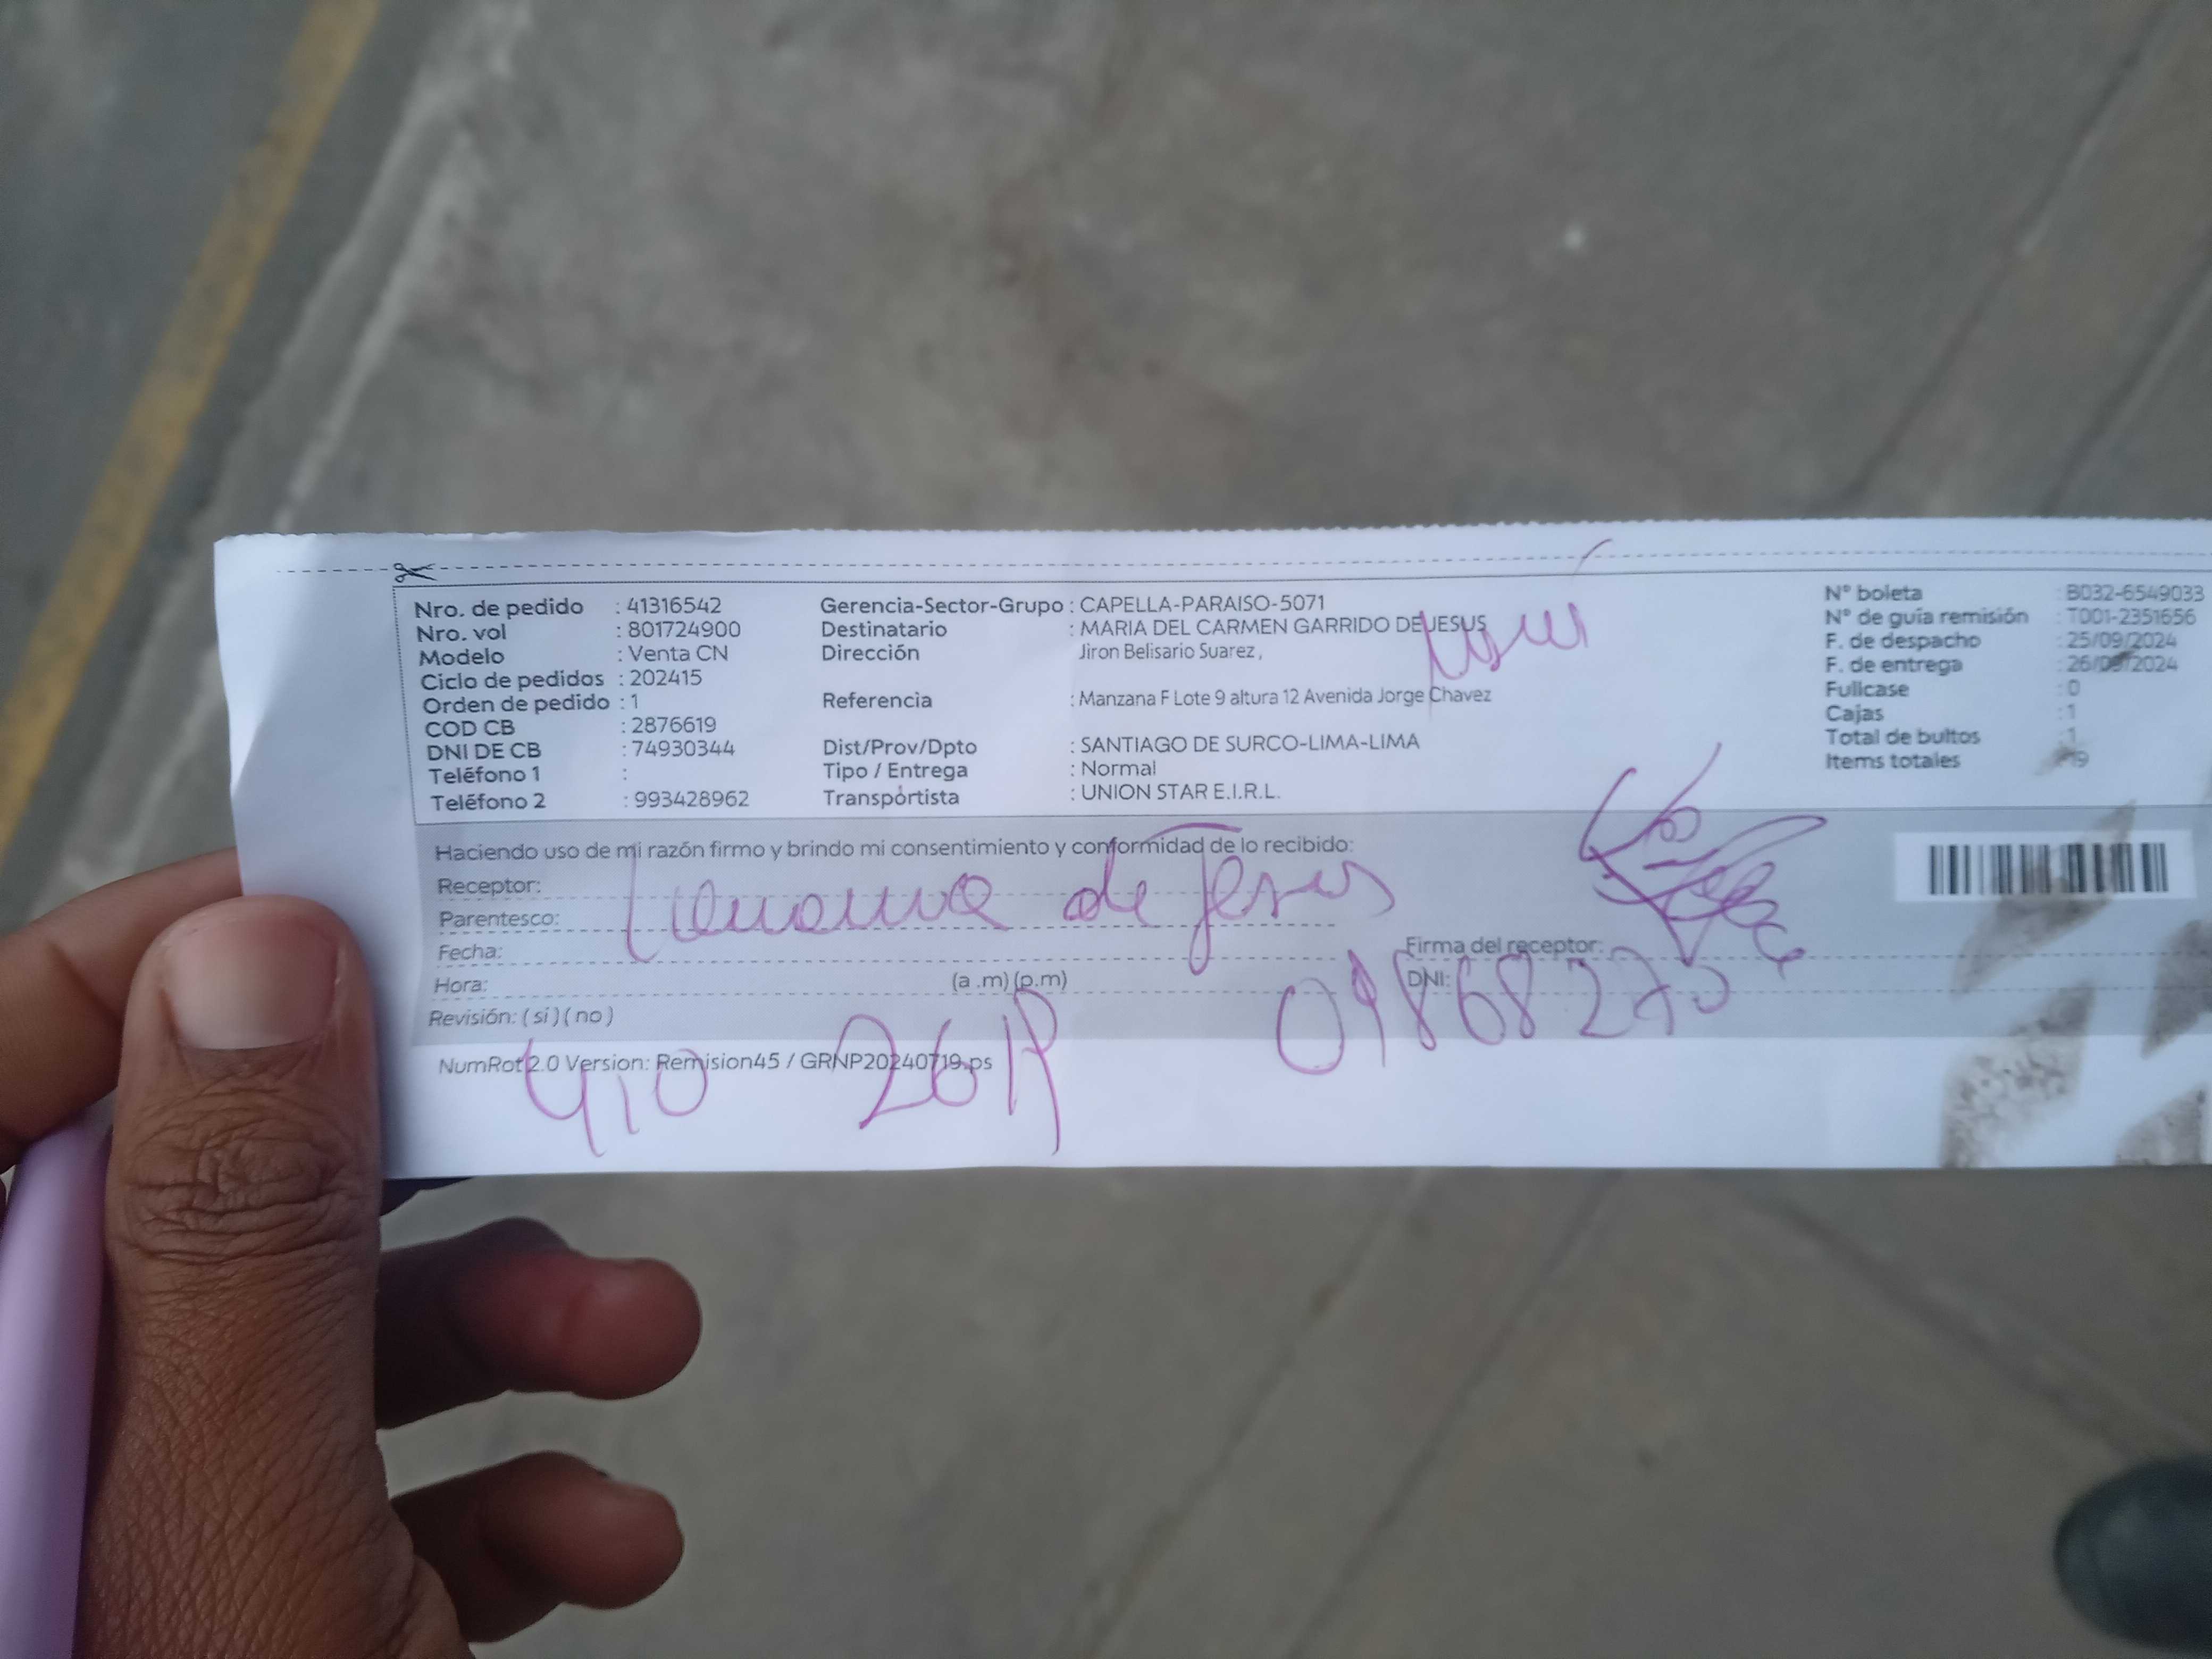 Nro. de pedido : 41316542
Nro. vol : 801724900
Modelo : Venta CN
Ciclo de pedidos : 202415
Orden de pedido : 1
COD CB : 2876619
DNI DE CB : 74930344
Teléfono 1 :
Teléfono 2 : 993428962
Gerencia-Sector-Grupo : CAPELLA-PARAISO-5071
Destinatario : MARIA DEL CARMEN GARRIDO DE JESUS
Dirección Jiron Belisario Suarez ,
Referencia : Manzana F Lote 9 altura 12 Avenida Jorge Chavez
Dist/Prov/Dpto : SANTIAGO DE SURCO-LIMA-LIMA
Tipo / Entrega : Normal
Transportista : UNION STAR E.I.R.L.
N° boleta : B032-6549033
N° de guía remisión : T001-2351656
F. de despacho : 25/09/2024
F. de entrega : 26/09/2024
Fullcase : 0
Cajas : 1
Total de bultos : 1
Items totales : 19
Haciendo uso de mi razón firmo y brindo mi consentimiento y conformidad de lo recibido:
Receptor:
Parentesco: de Jesus
Fecha:
Hora: (a .m) (p.m)
Revisión: ( si ) ( no )
Firma del receptor:
DNI: 09868270
NumRot 2.0 Version: Remision45 / GRNP20240719.ps
410 26